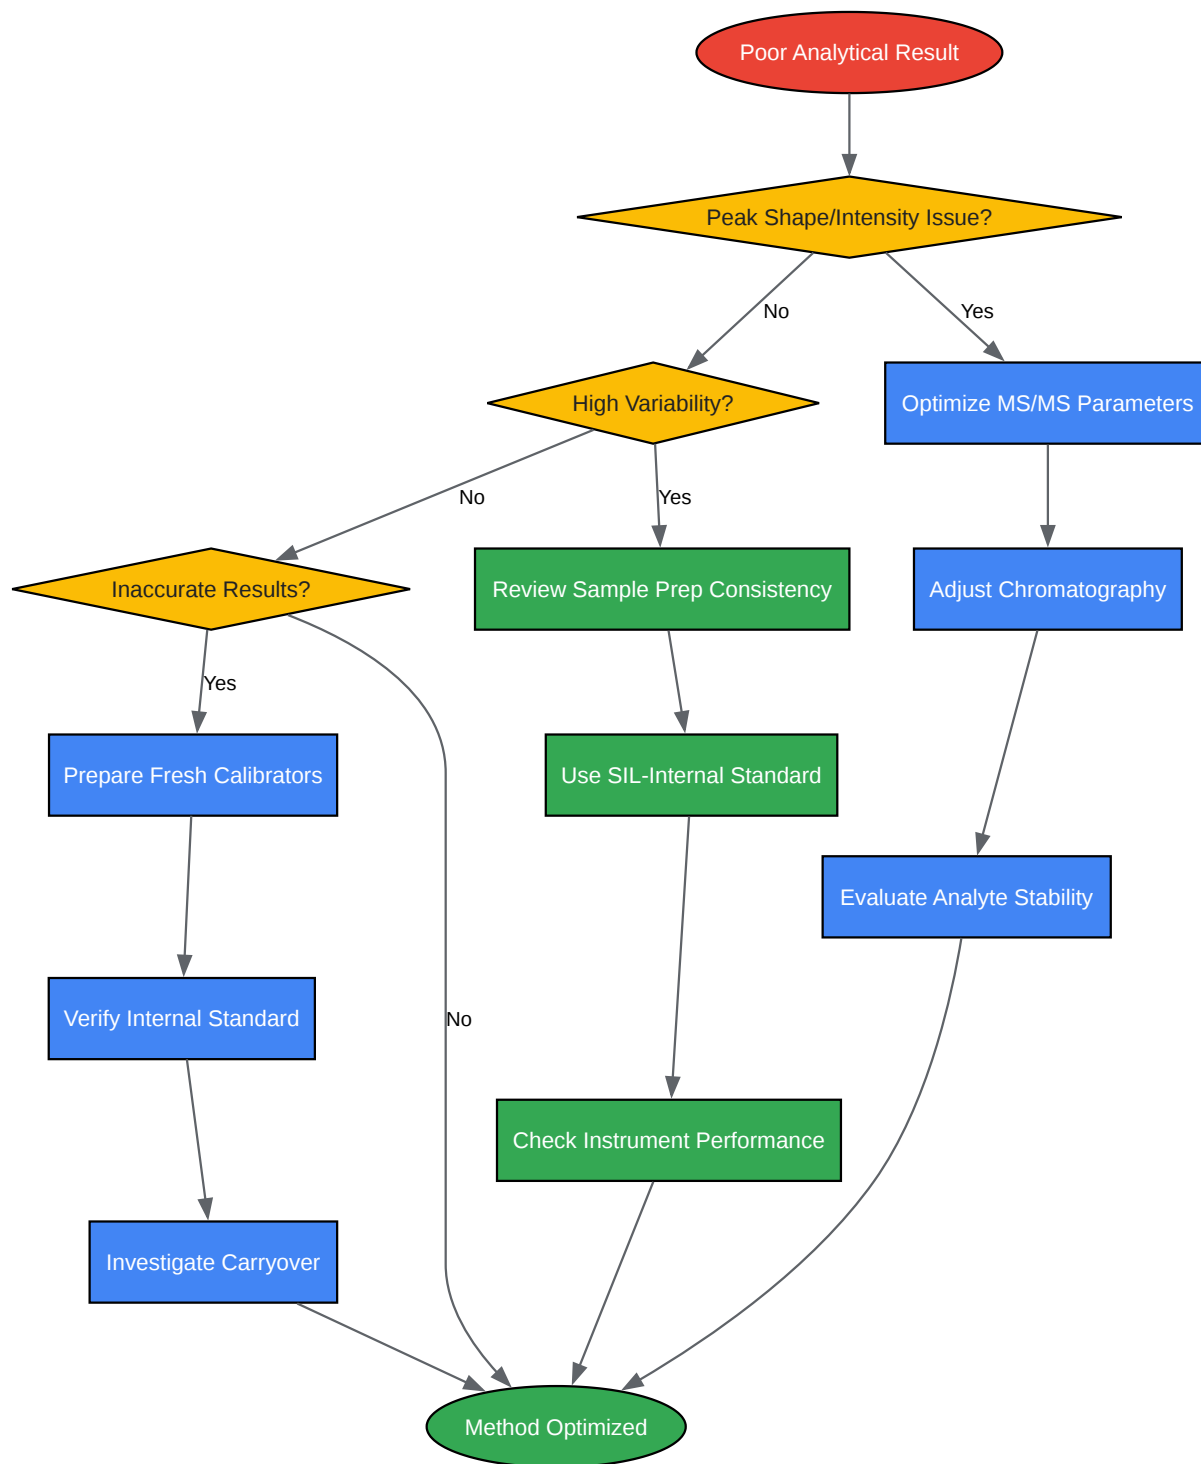 Poor Analytical Result
Peak Shape/Intensity Issue?
No
Yes
High Variability?
Optimize MS/MS Parameters
No
Yes
Inaccurate Results?
Review Sample Prep Consistency
Adjust Chromatography
Yes
Prepare Fresh Calibrators
Use SIL-Internal Standard
Evaluate Analyte Stability
Verify Internal Standard
No
Check Instrument Performance
Investigate Carryover
Method Optimized